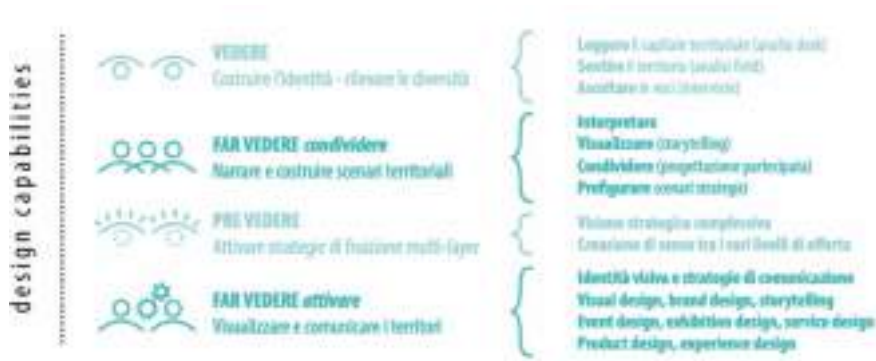 design capabilities
VEDERE
Costruire l'identità - rilevare le diversità
Leggere il capitale territoriale (analisi desk)
Sentire il territorio (analisi field)
Ascoltare le voci (interviste)
FAR VEDERE condividere
Narrare e costruire scenari territoriali
Interpretare
Visualizzare (storytelling)
Condividere (progettazione partecipata)
Prefigurare scenari strategici
PRE VEDERE
Attivare strategie di fruizione multi-layer
Visione strategica complessiva
Creazione di senso tra i vari livelli di offerta
FAR VEDERE attivare
Visualizzare e comunicare i territori
Identità visiva e strategie di comunicazione
Visual design, brand design, storytelling
Event design, exhibition design, service design
Product design, experience design